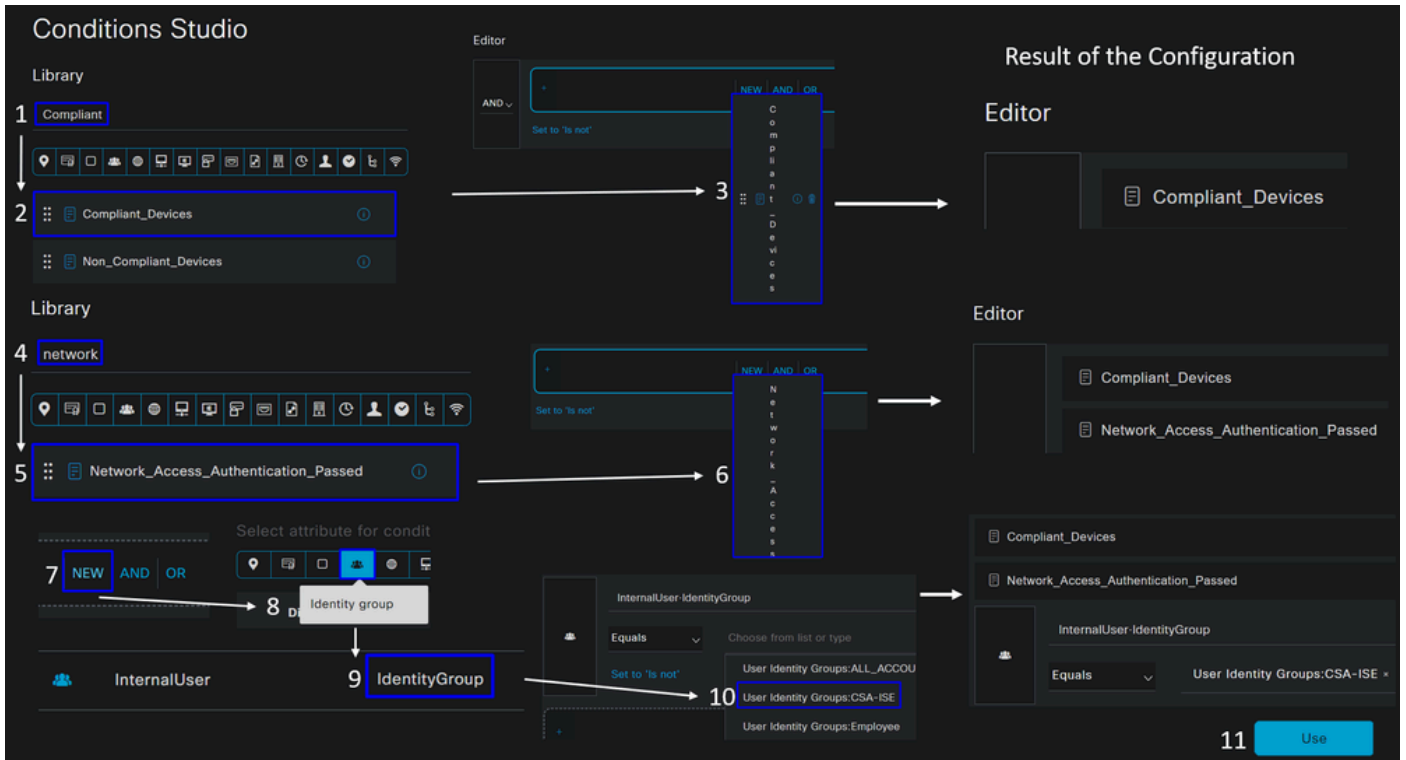 Conditions Studio
Library
1 Compliant
2 Compliant_Devices
Non_Compliant_Devices
Editor
AND
+
NEW AND OR
Set to 'Is not'
3 Compliant_Devices
Result of the Configuration
Editor
Compliant_Devices
Library
4 network
5 Network_Access_Authentication_Passed
+
NEW AND OR
Set to 'Is not'
6 Network_Access
Editor
Compliant_Devices
Network_Access_Authentication_Passed
7 NEW AND OR
Select attribute for condit
8 Di
Identity group
InternalUser
9 IdentityGroup
InternalUser·IdentityGroup
Equals
Choose from list or type
Set to 'Is not'
User Identity Groups:ALL_ACCOU
10 User Identity Groups:CSA-ISE
User Identity Groups:Employee
+
Compliant_Devices
Network_Access_Authentication_Passed
InternalUser·IdentityGroup
Equals
User Identity Groups:CSA-ISE ×
11 Use